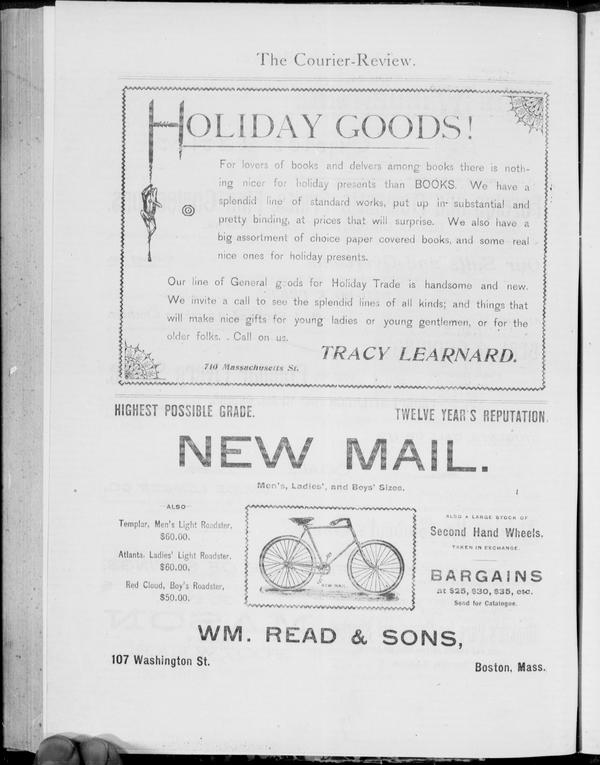 The Courier-Review.
HOLIDAY GOODS!
For lovers of books and delvers among books there is noth-
ing nicer for holiday presents than BOOKS. We have a
splendid line of standard works, put up in substantial and
pretty binding, at prices that will surprise. We also have a
big assortment of choice paper covered books, and some real
nice ones for holiday presents.
Our line of General goods for Holiday Trade is handsome and new.
We invite a call to see the splendid lines of all kinds; and things that
will make nice gifts for young ladies or young gentlemen, or for the
older folks. Call on us.
TRACY LEARNARD.
710 Massachusetts St.
HIGHEST POSSIBLE GRADE.
TWELVE YEAR'S REPUTATION.
NEW MAIL.
Men's, Ladies', and Boys' Sizes.
ALSO
Templar, Men's Light Roadster,
$60.00.
Atlanta, Ladies' Light Roadster,
$60.00.
Red Cloud, Boy's Roadster,
$50.00.
NEW MAIL
ALSO A LARGE STOCK OF
Second Hand Wheels,
TAKEN IN EXCHANGE.
BARGAINS
at $25, $30, $35, etc.
Send for Catalogue.
WM. READ & SONS,
107 Washington St.
Boston, Mass.